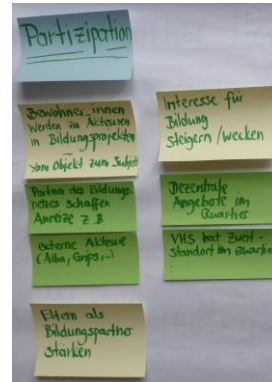 Partizipation
Bewohner_innen
werden zu Akteuren
in Bildungsprojekten
Vom Objekt zum Subjekt
Partner des Bildungs-
netzes schaffen
Anreize z.B.
externe Akteure
(Alba, Grips, ..)
Eltern als
Bildungspartner
stärken
Interesse für
Bildung
steigern/wecken
Dezentrale
Angebote im
Quartier
VHS hat Zweit-
standort im Quartier